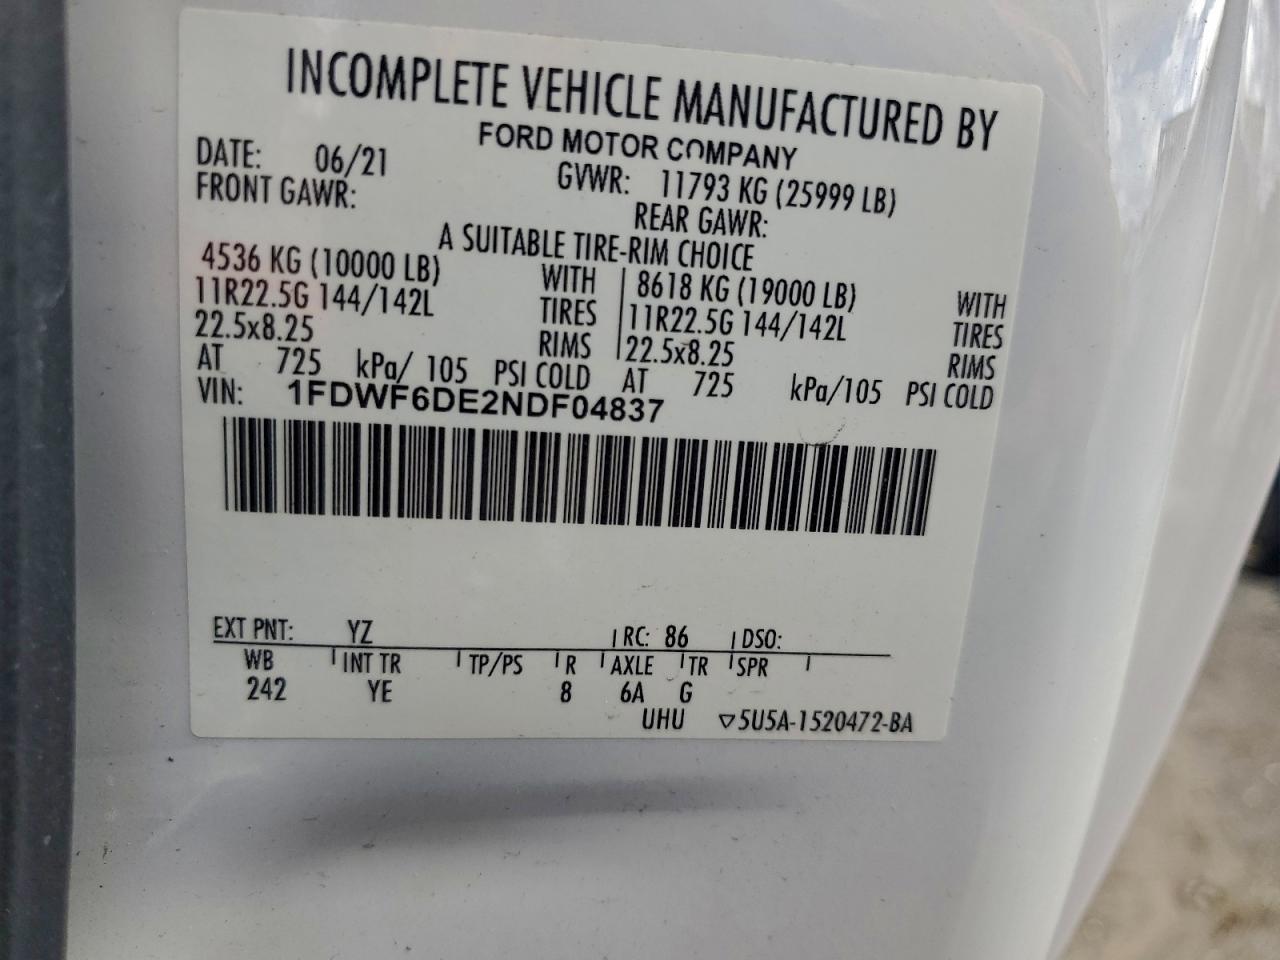 INCOMPLETE VEHICLE MANUFACTURED BY
FORD MOTOR COMPANY
DATE: 06/21 GVWR: 11793 KG (25999 LB)
FRONT GAWR: REAR GAWR:
A SUITABLE TIRE-RIM CHOICE
4536 KG (10000 LB) WITH 8618 KG (19000 LB) WITH
11R22.5G 144/142L TIRES 11R22.5G 144/142L TIRES
22.5x8.25 RIMS 22.5x8.25 RIMS
AT 725 kPa/ 105 PSI COLD AT 725 kPa/105 PSI COLD
VIN: 1FDWF6DE2NDF04837
EXT PNT: YZ RC: 86 DSO:
WB INT TR TP/PS R AXLE TR SPR
242 YE 8 6A G
UHU ▽5U5A-1520472-BA